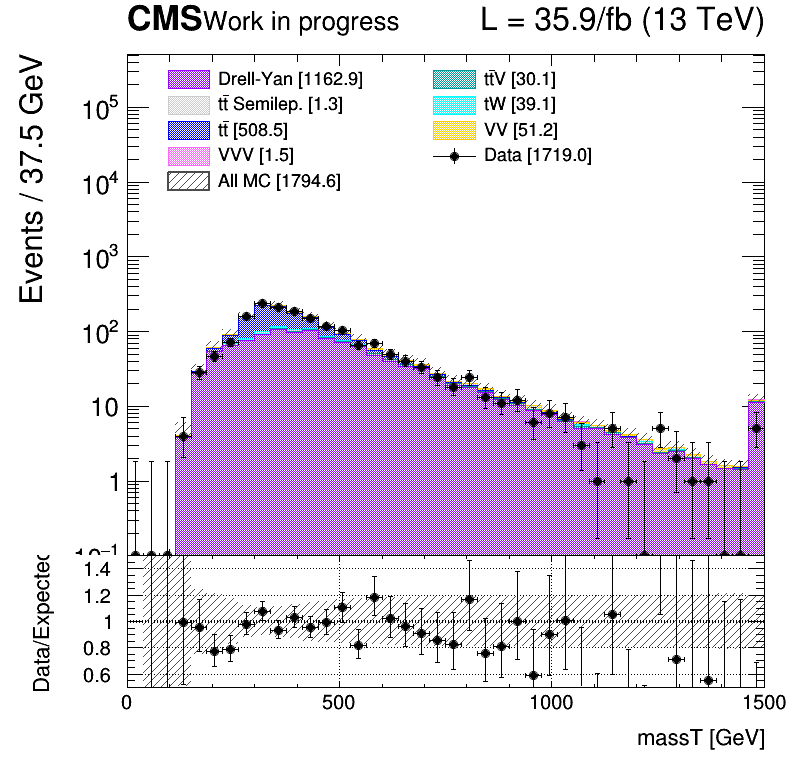 CMS Work in progress L = 35.9/fb (13 TeV)
Events / 37.5 GeV
Drell-Yan [1162.9]
tt̄ Semilep. [1.3]
tt̄ [508.5]
VVV [1.5]
All MC [1794.6]
tt̄V [30.1]
tW [39.1]
VV [51.2]
Data [1719.0]
10⁵
10⁴
10³
10²
10
1
10⁻¹
Data/Expected
1.4
1.2
1
0.8
0.6
0 500 1000 1500
massT [GeV]